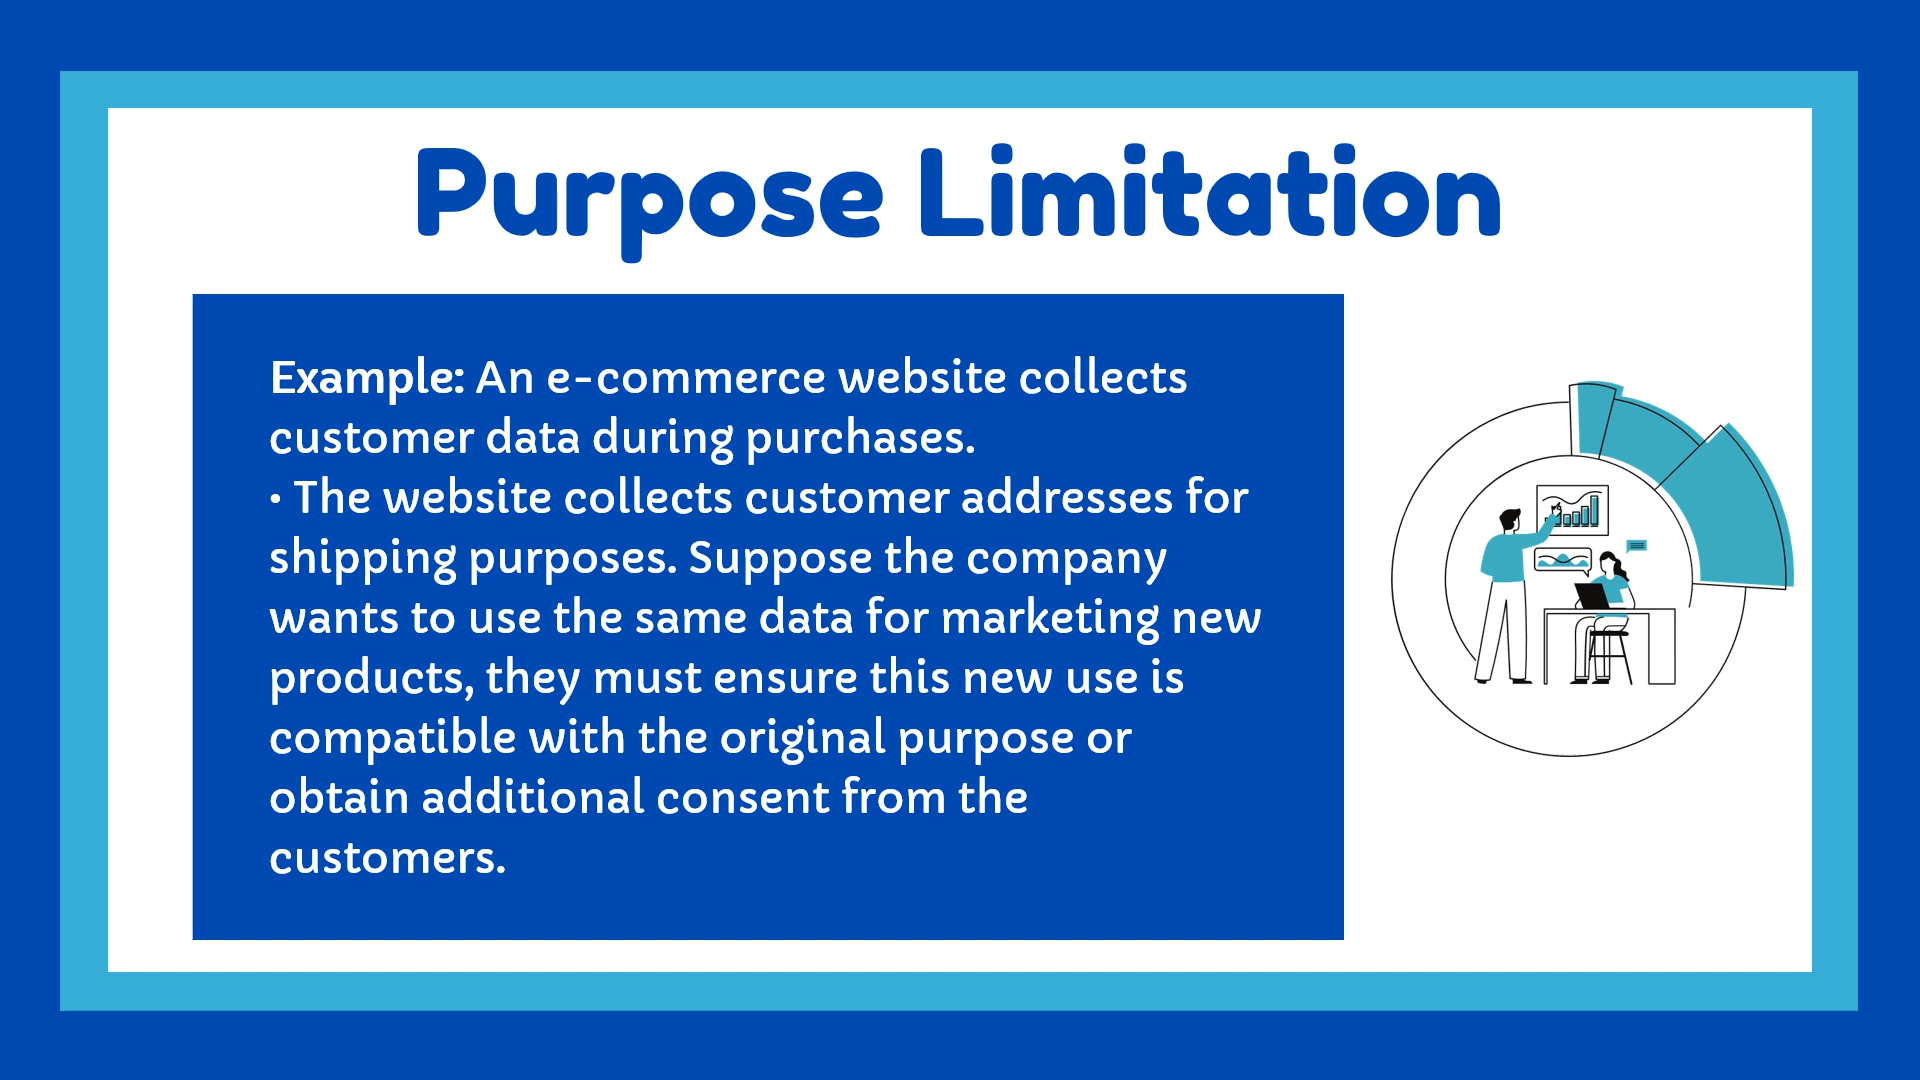 Purpose Limitation
Example: An e-commerce website collects
customer data during purchases.
• The website collects customer addresses for
shipping purposes. Suppose the company
wants to use the same data for marketing new
products, they must ensure this new use is
compatible with the original purpose or
obtain additional consent from the
customers.